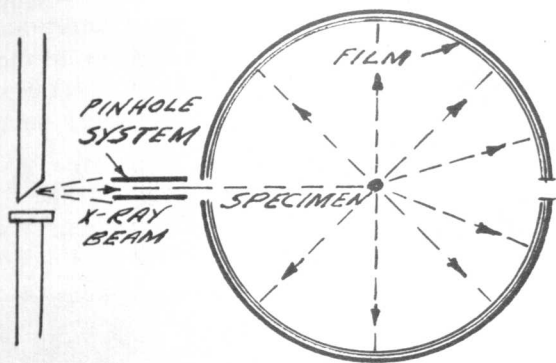 FILM
PINHOLE
SYSTEM
SPECIMEN
X-RAY
BEAM